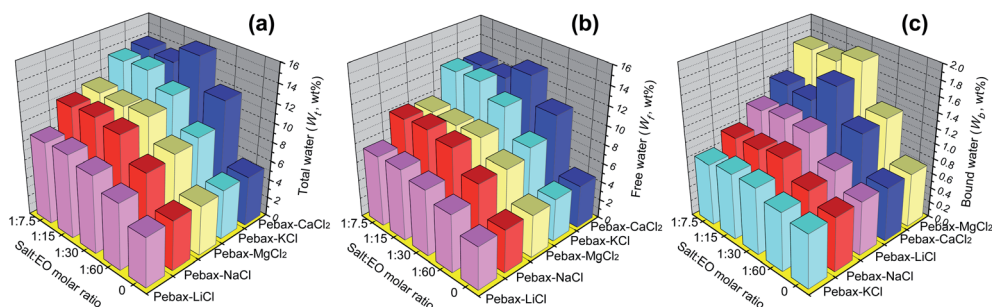 (a)
16
14
12
10
8
6
4
2
0
Total water (Wt, wt%)
1:7.5
1:15
1:30
1:60
0
Salt:EO molar ratio
Pebax-CaCl₂
Pebax-KCl
Pebax-MgCl₂
Pebax-NaCl
Pebax-LiCl
(b)
16
14
12
10
8
6
4
2
0
Free water (Wf, wt%)
1:7.5
1:15
1:30
1:60
0
Salt:EO molar ratio
Pebax-CaCl₂
Pebax-KCl
Pebax-MgCl₂
Pebax-NaCl
Pebax-LiCl
(c)
2.0
1.8
1.6
1.4
1.2
1.0
0.8
0.6
0.4
0.2
0.0
Bound water (Wb, wt%)
1:7.5
1:15
1:30
1:60
0
Salt:EO molar ratio
Pebax-MgCl₂
Pebax-CaCl₂
Pebax-LiCl
Pebax-NaCl
Pebax-KCl